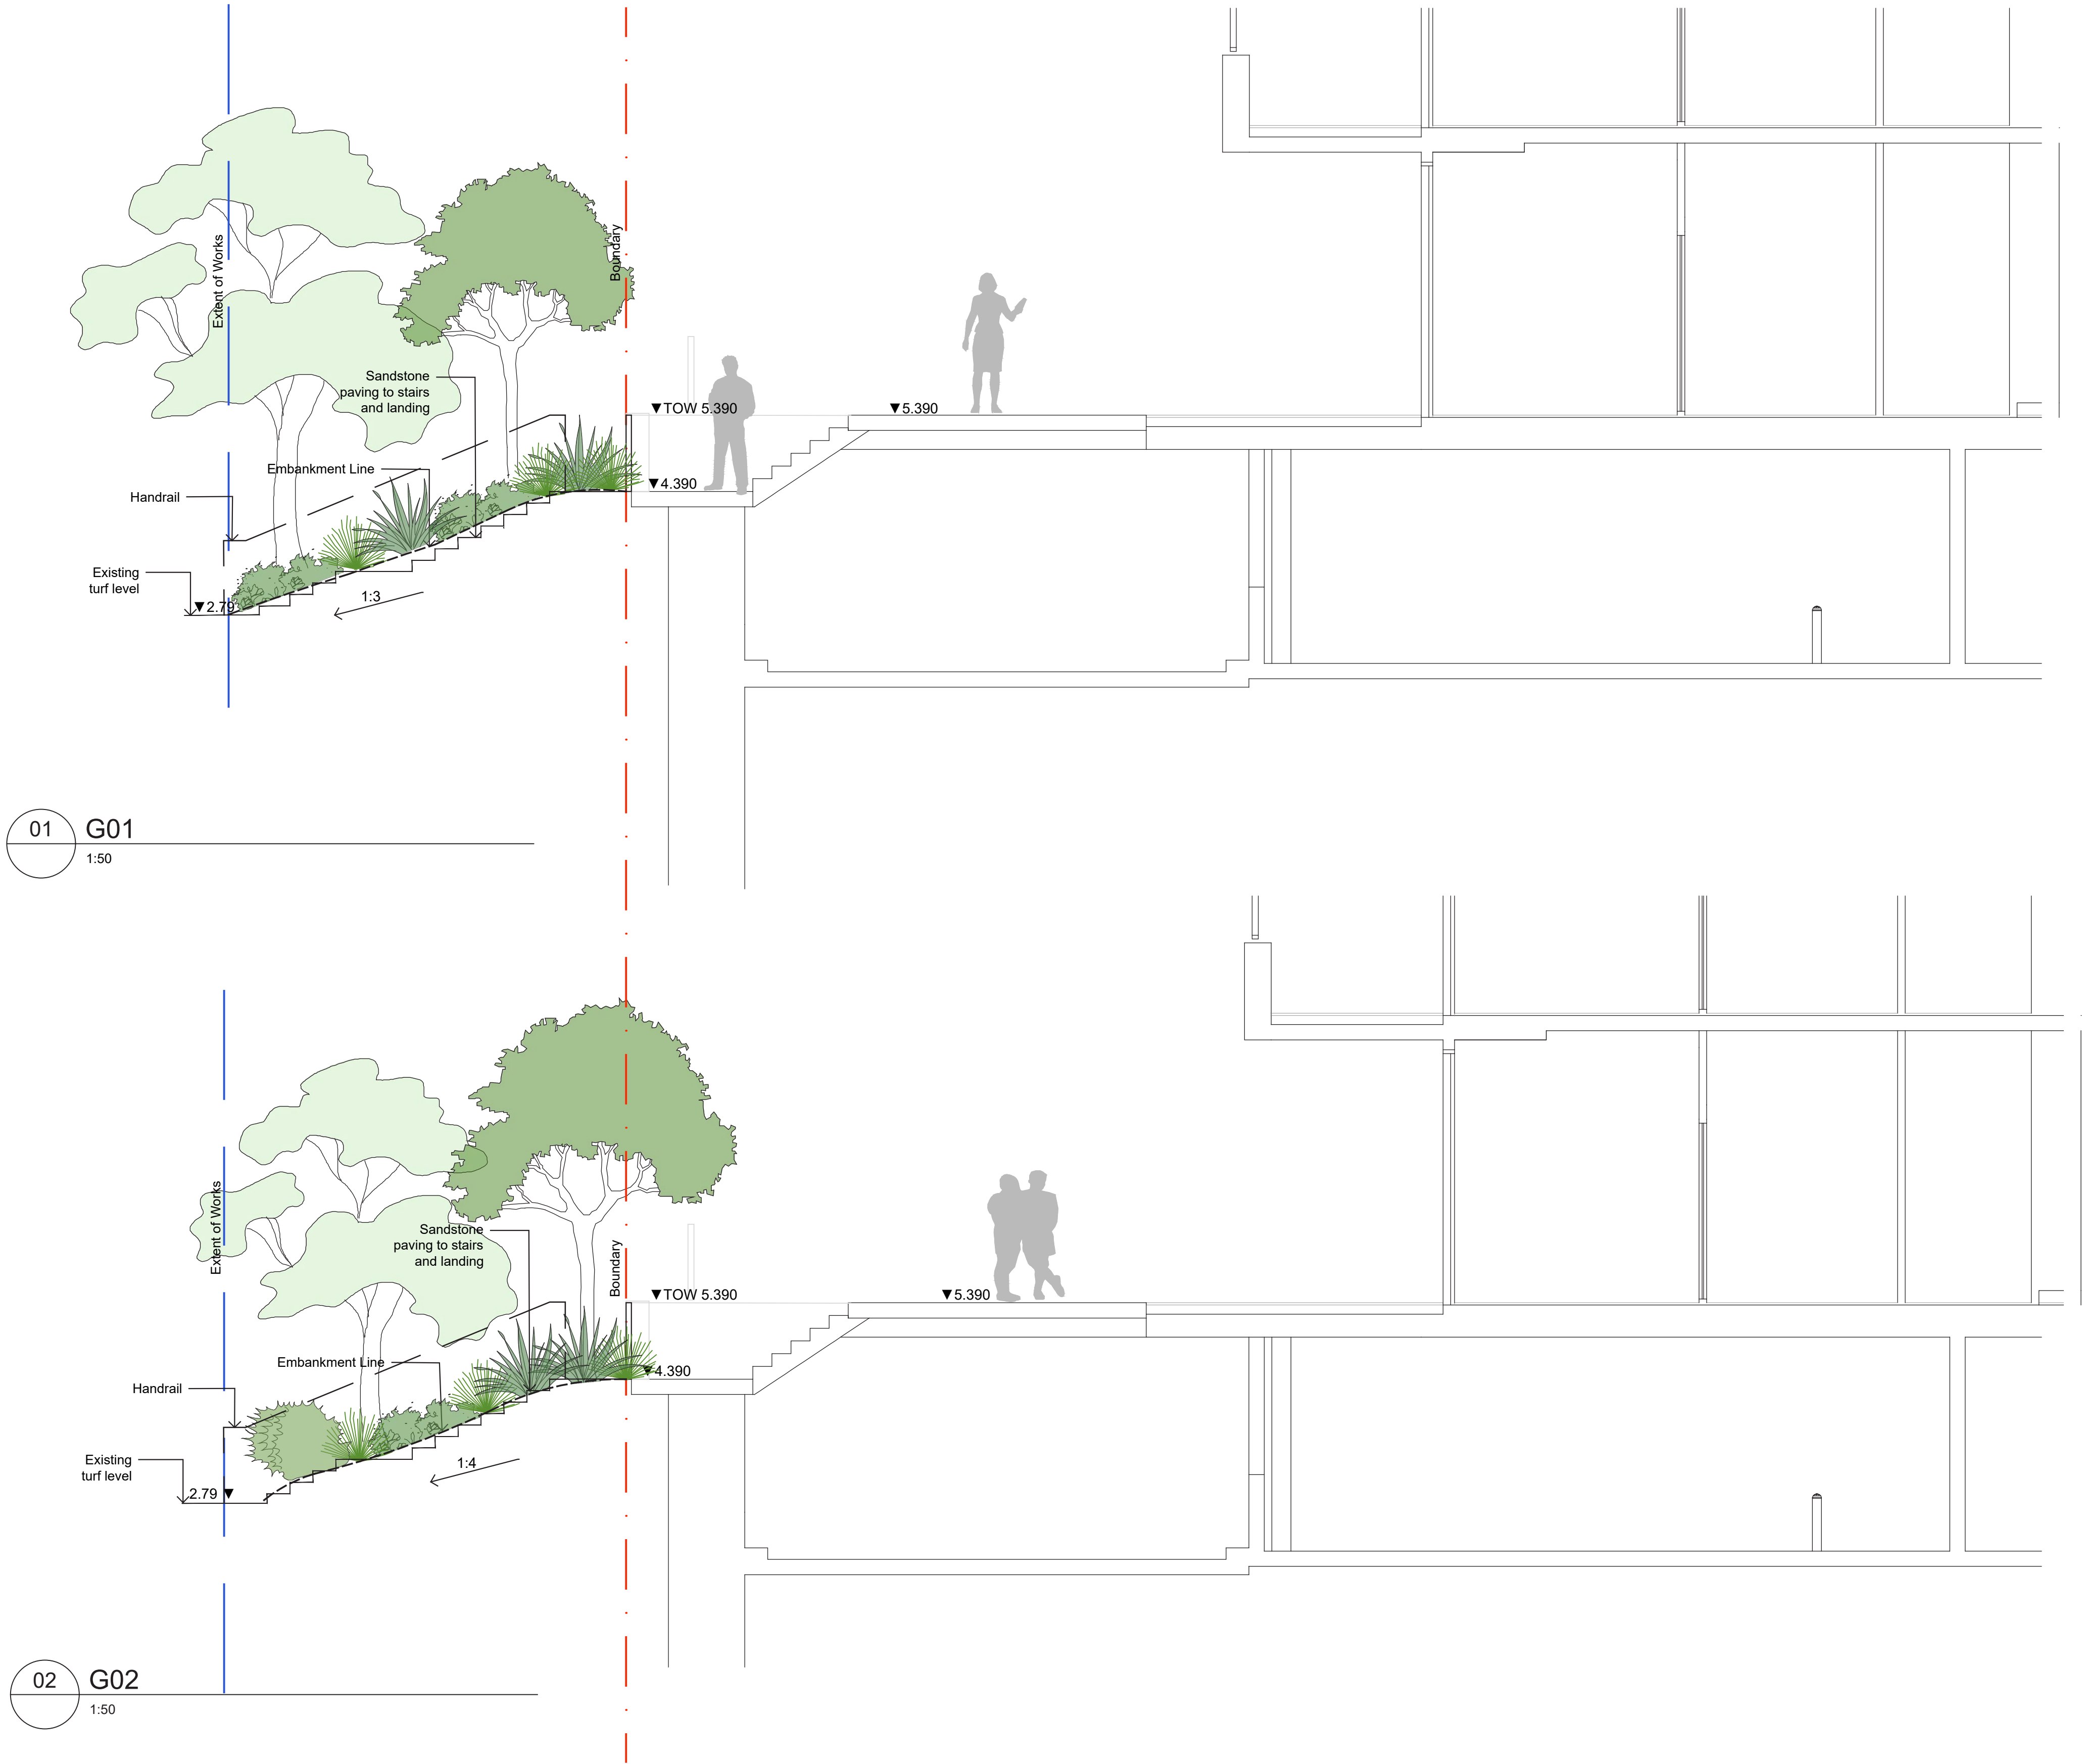 Extent of Works
Boundary
Sandstone
paving to stairs
and landing
▼TOW 5.390
▼5.390
Embankment Line
▼4.390
Handrail
Existing
turf level
▼2.79
1:3
01
G01
1:50
Extent of Works
Boundary
Sandstone
paving to stairs
and landing
▼TOW 5.390
▼5.390
Embankment Line
▼4.390
Handrail
Existing
turf level
2.79 ▼
1:4
02
G02
1:50